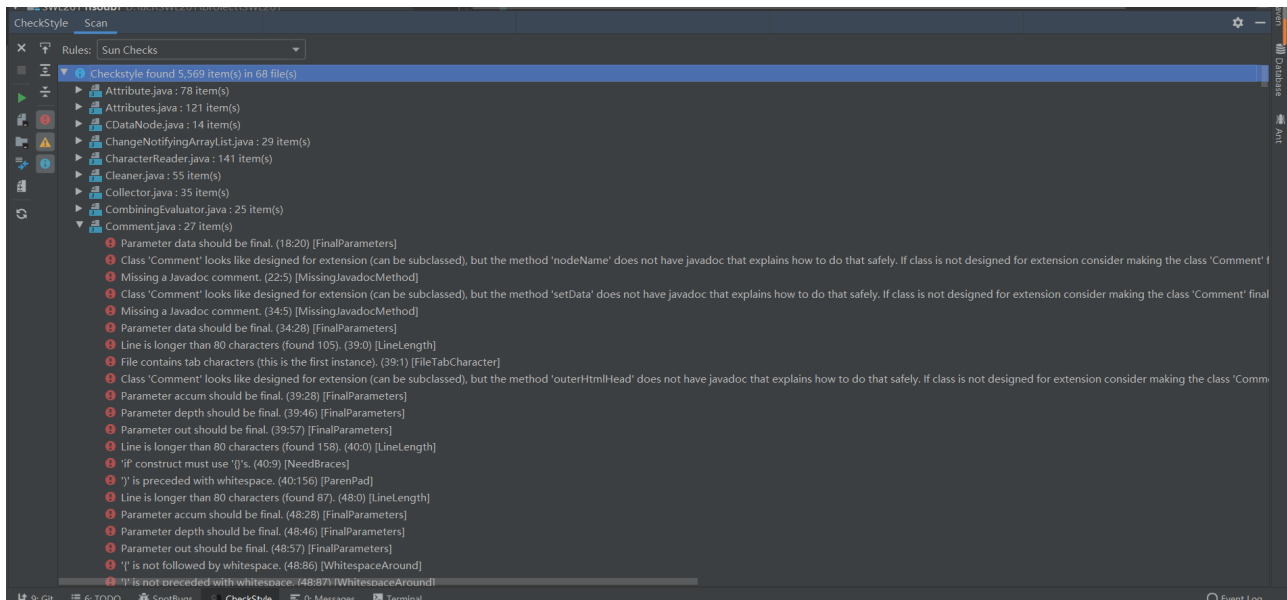 CheckStyle Scan
Rules: Sun Checks
Checkstyle found 5,569 item(s) in 68 file(s)
Attribute.java : 78 item(s)
Attributes.java : 121 item(s)
CDataNode.java : 14 item(s)
ChangeNotifyingArrayList.java : 29 item(s)
CharacterReader.java : 141 item(s)
Cleaner.java : 55 item(s)
Collector.java : 35 item(s)
CombiningEvaluator.java : 25 item(s)
Comment.java : 27 item(s)
Parameter data should be final. (18:20) [FinalParameters]
Class 'Comment' looks like designed for extension (can be subclassed), but the method 'nodeName' does not have javadoc that explains how to do that safely. If class is not designed for extension consider making the class 'Comment' f
Missing a Javadoc comment. (22:5) [MissingJavadocMethod]
Class 'Comment' looks like designed for extension (can be subclassed), but the method 'setData' does not have javadoc that explains how to do that safely. If class is not designed for extension consider making the class 'Comment' final
Missing a Javadoc comment. (34:5) [MissingJavadocMethod]
Parameter data should be final. (34:28) [FinalParameters]
Line is longer than 80 characters (found 105). (39:0) [LineLength]
File contains tab characters (this is the first instance). (39:1) [FileTabCharacter]
Class 'Comment' looks like designed for extension (can be subclassed), but the method 'outerHtmlHead' does not have javadoc that explains how to do that safely. If class is not designed for extension consider making the class 'Comm
Parameter accum should be final. (39:28) [FinalParameters]
Parameter depth should be final. (39:46) [FinalParameters]
Parameter out should be final. (39:57) [FinalParameters]
Line is longer than 80 characters (found 158). (40:0) [LineLength]
'if' construct must use '{}'s. (40:9) [NeedBraces]
')' is preceded with whitespace. (40:156) [ParenPad]
Line is longer than 80 characters (found 87). (48:0) [LineLength]
Parameter accum should be final. (48:28) [FinalParameters]
Parameter depth should be final. (48:46) [FinalParameters]
Parameter out should be final. (48:57) [FinalParameters]
'{' is not followed by whitespace. (48:86) [WhitespaceAround]
'}' is not preceded with whitespace. (48:87) [WhitespaceAround]
9: Git 6: TODO SpotBugs CheckStyle 0: Messages Terminal Event Log
Database
Ant